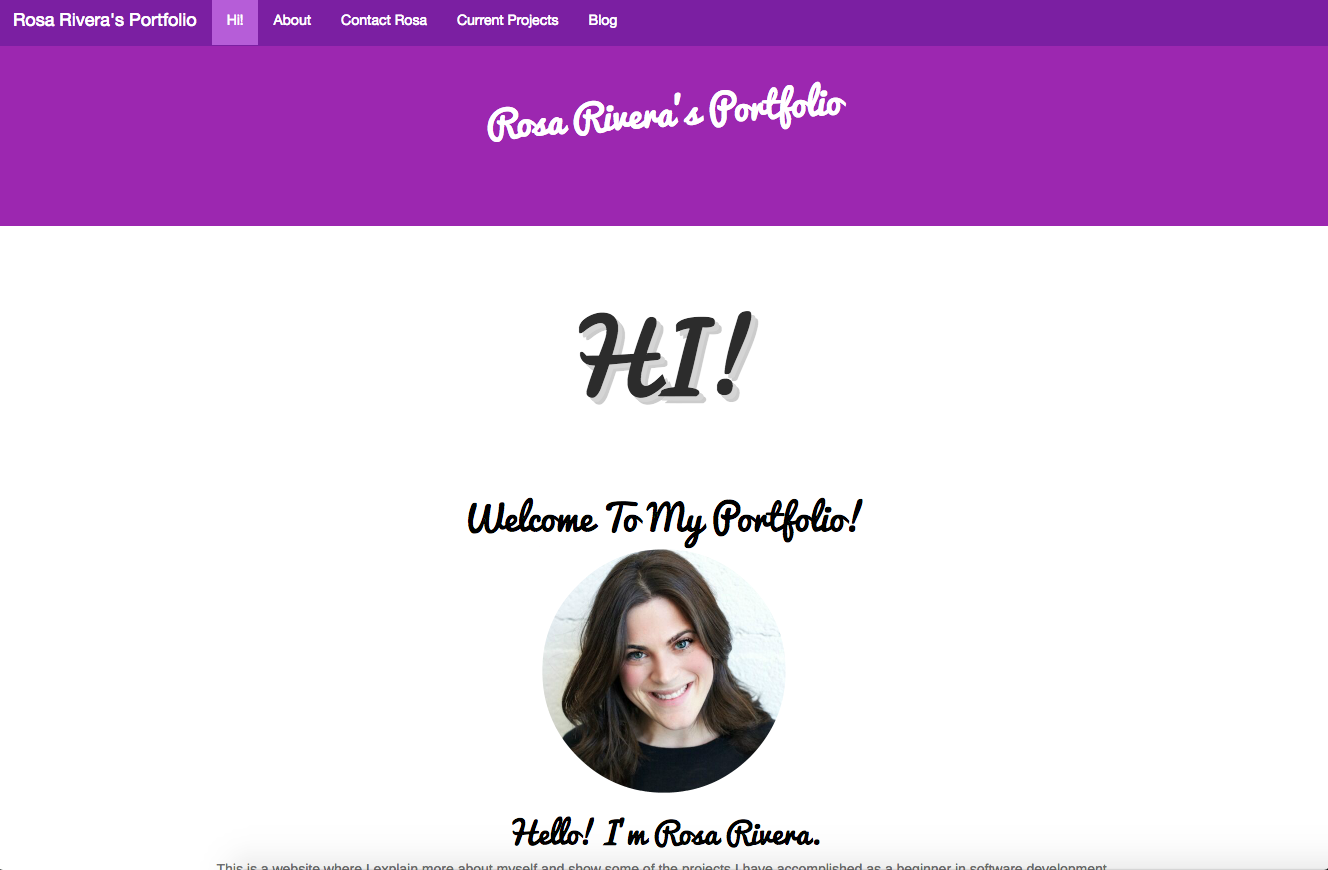 Rosa Rivera's Portfolio Hi! About Contact Rosa Current Projects Blog
Rosa Rivera's Portfolio
HI!
Welcome To My Portfolio!
Hello! I'm Rosa Rivera.
This is a website where I explain more about myself and show some of the projects I have accomplished as a beginner in software development